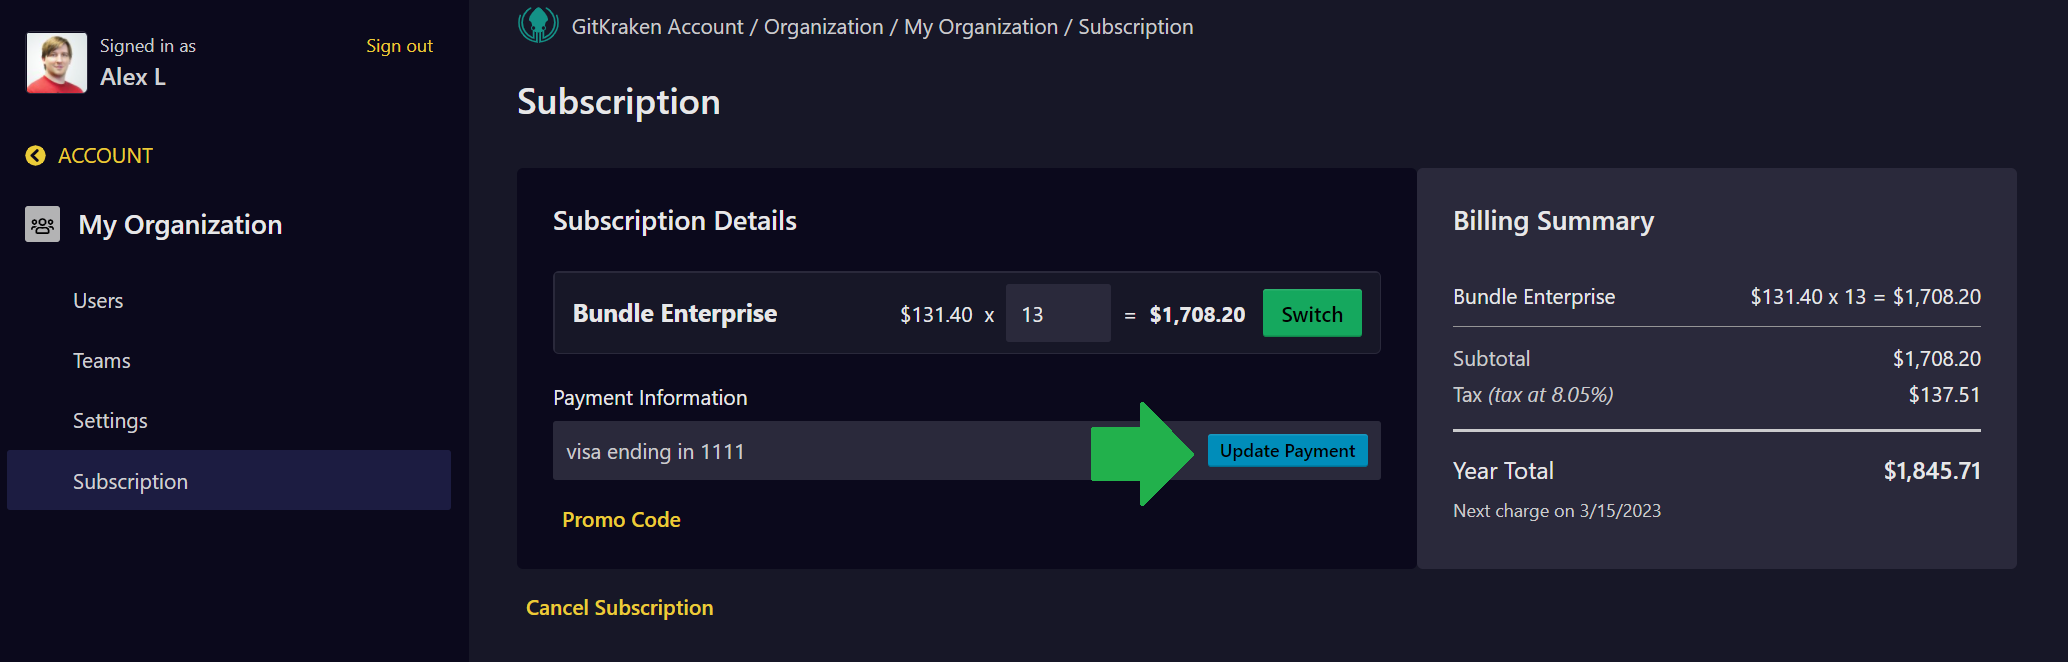 Signed in as
Alex L
Sign out
ACCOUNT
My Organization
Users
Teams
Settings
Subscription
GitKraken Account / Organization / My Organization / Subscription
Subscription
Subscription Details
Bundle Enterprise $131.40 x 13 = $1,708.20 Switch
Payment Information
visa ending in 1111 Update Payment
Promo Code
Cancel Subscription
Billing Summary
Bundle Enterprise $131.40 x 13 = $1,708.20
Subtotal $1,708.20
Tax (tax at 8.05%) $137.51
Year Total $1,845.71
Next charge on 3/15/2023